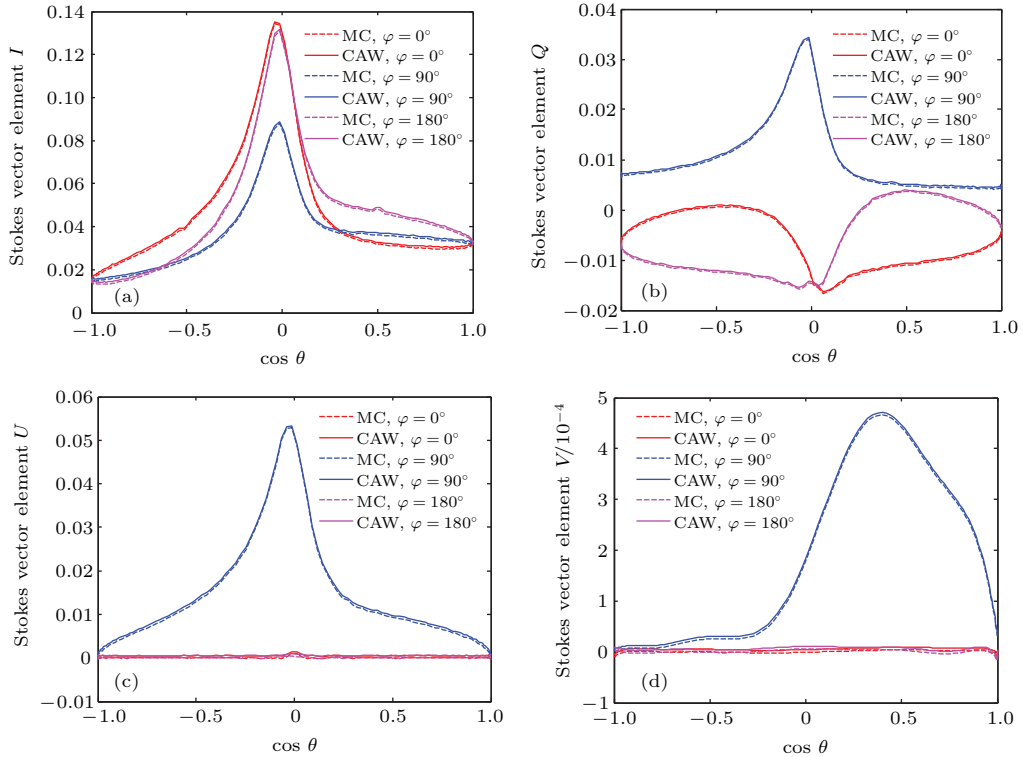 Stokes vector element I
0.14
0.12
0.10
0.08
0.06
0.04
0.02
0
MC, φ=0°
CAW, φ=0°
MC, φ=90°
CAW, φ=90°
MC, φ=180°
CAW, φ=180°
(a)
−1.0 −0.5 0 0.5 1.0
cos θ
Stokes vector element Q
0.04
0.03
0.02
0.01
0
−0.01
−0.02
MC, φ=0°
CAW, φ=0°
MC, φ=90°
CAW, φ=90°
MC, φ=180°
CAW, φ=180°
(b)
−1.0 −0.5 0 0.5 1.0
cos θ
Stokes vector element U
0.06
0.05
0.04
0.03
0.02
0.01
0
−0.01
MC, φ=0°
CAW, φ=0°
MC, φ=90°
CAW, φ=90°
MC, φ=180°
CAW, φ=180°
(c)
−1.0 −0.5 0 0.5 1.0
cos θ
Stokes vector element V/10⁻⁴
5
4
3
2
1
0
−1
MC, φ=0°
CAW, φ=0°
MC, φ=90°
CAW, φ=90°
MC, φ=180°
CAW, φ=180°
(d)
−1.0 −0.5 0 0.5 1.0
cos θ